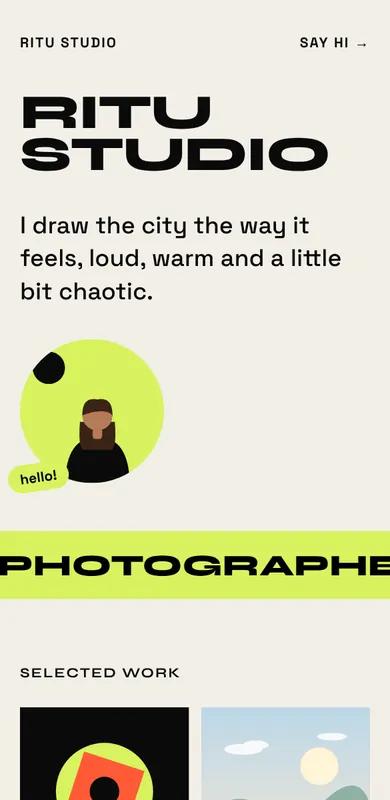 RITU STUDIO
SAY HI →
RITU
STUDIO
I draw the city the way it
feels, loud, warm and a little
bit chaotic.
hello!
PHOTOGRAPHE
SELECTED WORK